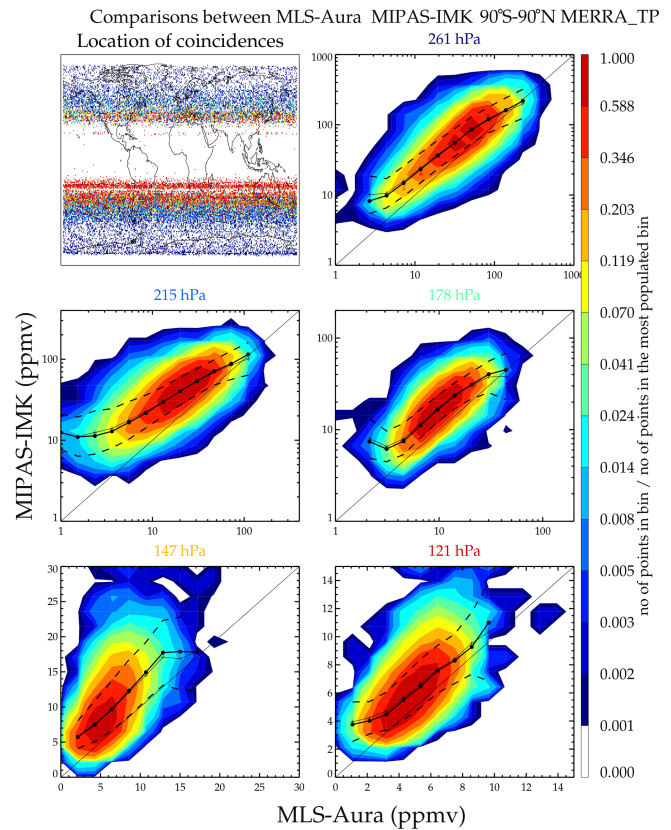 Comparisons between MLS-Aura MIPAS-IMK 90°S-90°N MERRA_TP
Location of coincidences
261 hPa
1000
100
10
1
1 10 100 1000
215 hPa
100
10
1
1 10 100
178 hPa
100
10
1
1 10 100
147 hPa
30
25
20
15
10
5
0
0 5 10 15 20 25 30
121 hPa
14
12
10
8
6
4
2
0
0 2 4 6 8 10 12 14
MIPAS-IMK (ppmv)
MLS-Aura (ppmv)
1.000
0.588
0.346
0.203
0.119
0.070
0.041
0.024
0.014
0.008
0.005
0.003
0.002
0.001
0.000
no of points in bin / no of points in the most populated bin